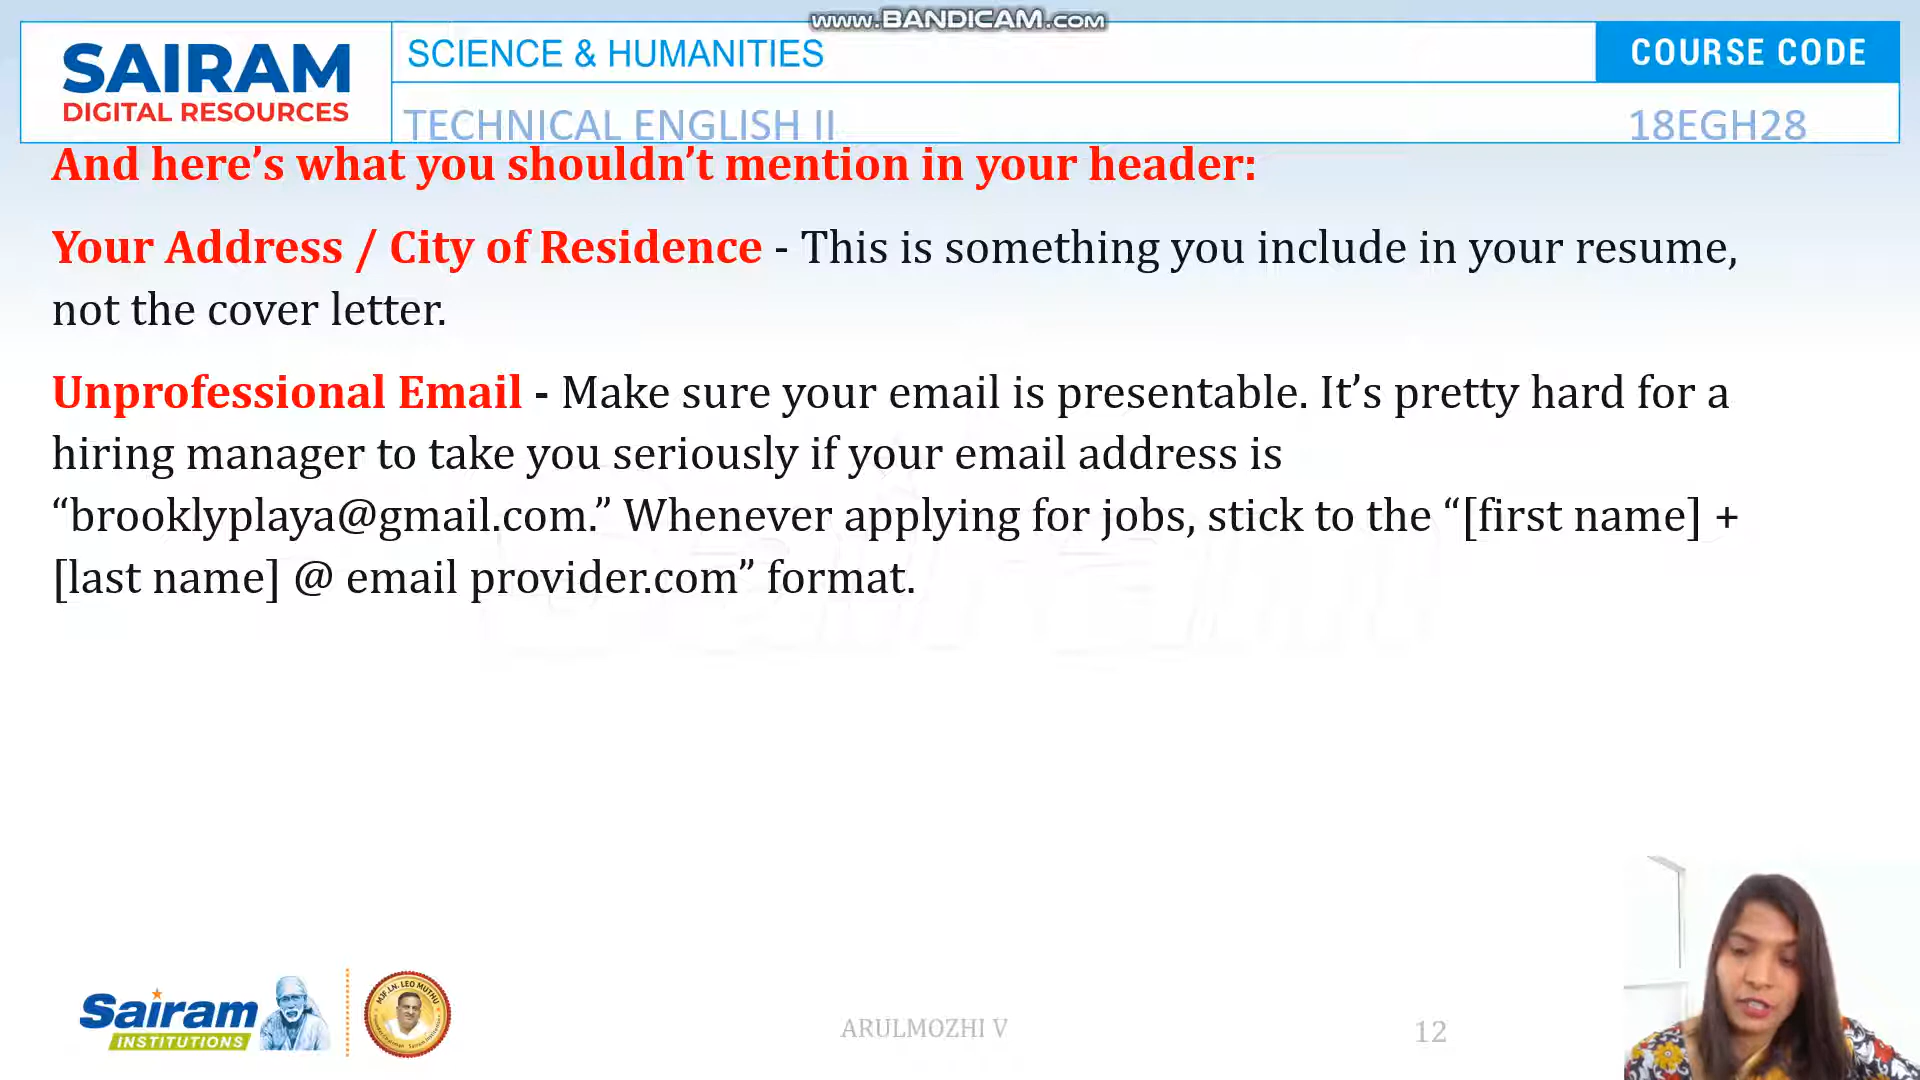 www.BANDICAM.com
SAIRAM
DIGITAL RESOURCES
SCIENCE & HUMANITIES
COURSE CODE
TECHNICAL ENGLISH II
18EGH28
And here’s what you shouldn’t mention in your header:
Your Address / City of Residence - This is something you include in your resume,
not the cover letter.
Unprofessional Email - Make sure your email is presentable. It’s pretty hard for a
hiring manager to take you seriously if your email address is
“brooklyplaya@gmail.com.” Whenever applying for jobs, stick to the “[first name] +
[last name] @ email provider.com” format.
Sairam
INSTITUTIONS
MJF.LN. LEO MUTHU
ARULMOZHI V
12